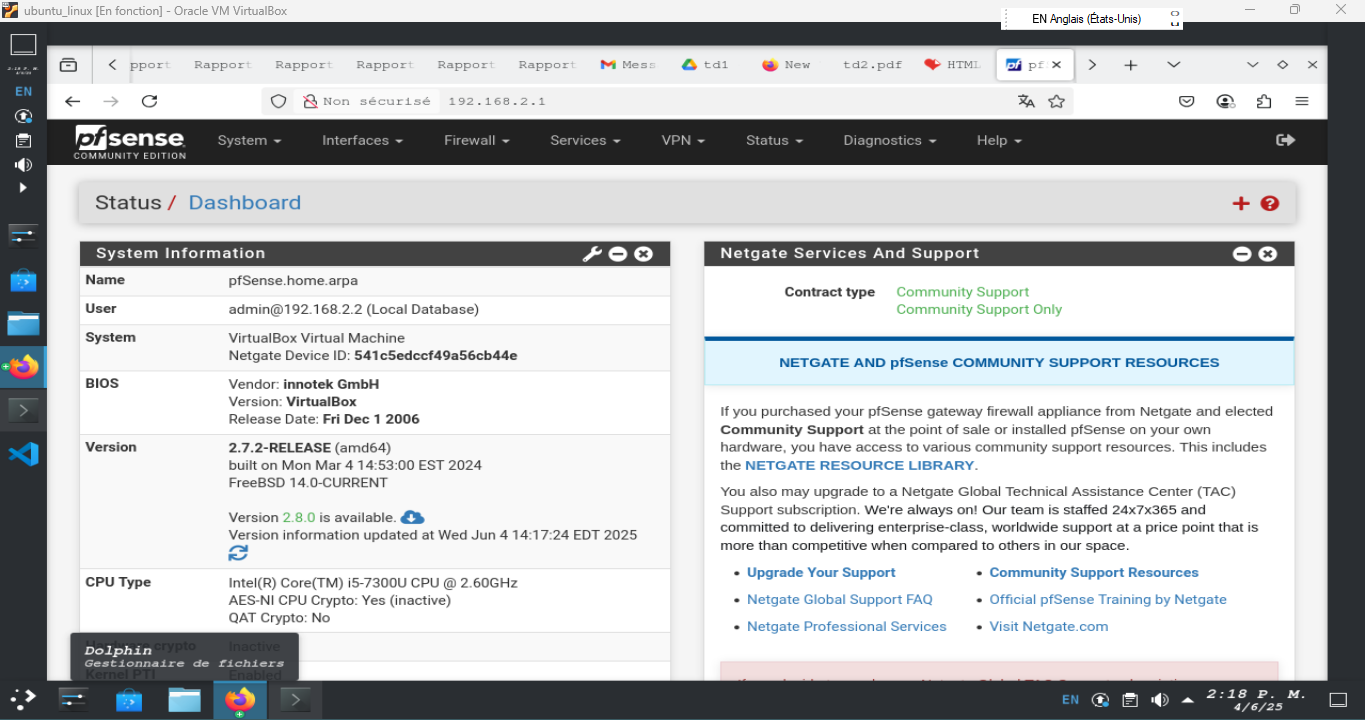 ubuntu_linux [En fonction] - Oracle VM VirtualBox
EN Anglais (États-Unis)
2:18 P. M.
4/6/25
EN
Rapport Rapport Rapport Rapport Rapport Mess td1 New td2.pdf HTML pf
Non sécurisé 192.168.2.1
pfsense
COMMUNITY EDITION
System Interfaces Firewall Services VPN Status Diagnostics Help
Status / Dashboard
System Information
Name pfSense.home.arpa
User admin@192.168.2.2 (Local Database)
System VirtualBox Virtual Machine
Netgate Device ID: 541c5edccf49a56cb44e
BIOS Vendor: innotek GmbH
Version: VirtualBox
Release Date: Fri Dec 1 2006
Version 2.7.2-RELEASE (amd64)
built on Mon Mar 4 14:53:00 EST 2024
FreeBSD 14.0-CURRENT
Version 2.8.0 is available.
Version information updated at Wed Jun 4 14:17:24 EDT 2025
CPU Type Intel(R) Core(TM) i5-7300U CPU @ 2.60GHz
AES-NI CPU Crypto: Yes (inactive)
QAT Crypto: No
crypto Inactive
Kernel PTI Enabled
Dolphin
Gestionnaire de fichiers
Netgate Services And Support
Contract type Community Support
Community Support Only
NETGATE AND pfSense COMMUNITY SUPPORT RESOURCES
If you purchased your pfSense gateway firewall appliance from Netgate and elected
Community Support at the point of sale or installed pfSense on your own
hardware, you have access to various community support resources. This includes
the NETGATE RESOURCE LIBRARY.
You also may upgrade to a Netgate Global Technical Assistance Center (TAC)
Support subscription. We're always on! Our team is staffed 24x7x365 and
committed to delivering enterprise-class, worldwide support at a price point that is
more than competitive when compared to others in our space.
• Upgrade Your Support
• Community Support Resources
• Netgate Global Support FAQ
• Official pfSense Training by Netgate
• Netgate Professional Services
• Visit Netgate.com
EN
2:18 P. M.
4/6/25